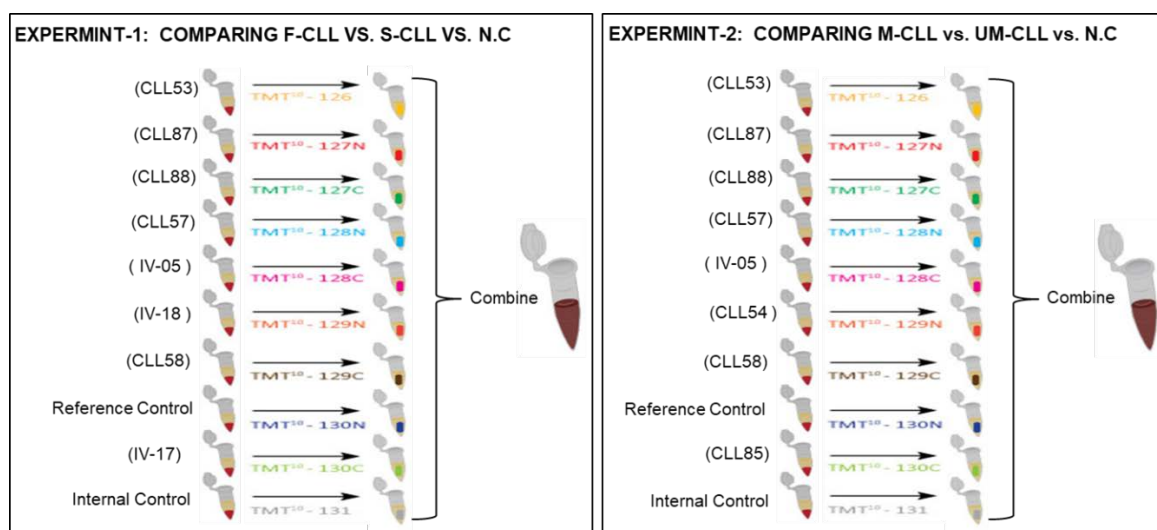 EXPERMINT-1: COMPARING F-CLL VS. S-CLL VS. N.C
(CLL53)
TMT¹⁰ - 126
(CLL87)
TMT¹⁰ - 127N
(CLL88)
TMT¹⁰ - 127C
(CLL57)
TMT¹⁰ - 128N
( IV-05 )
TMT¹⁰ - 128C
(IV-18)
TMT¹⁰ - 129N
(CLL58)
TMT¹⁰ - 129C
Reference Control
TMT¹⁰ - 130N
(IV-17)
TMT¹⁰ - 130C
Internal Control
TMT¹⁰ - 131
Combine
EXPERMINT-2: COMPARING M-CLL vs. UM-CLL vs. N.C
(CLL53)
TMT¹⁰ - 126
(CLL87)
TMT¹⁰ - 127N
(CLL88)
TMT¹⁰ - 127C
(CLL57)
TMT¹⁰ - 128N
( IV-05)
TMT¹⁰ - 128C
(CLL54)
TMT¹⁰ - 129N
(CLL58)
TMT¹⁰ - 129C
Reference Control
TMT¹⁰ - 130N
(CLL85)
TMT¹⁰ - 130C
Internal Control
TMT¹⁰ - 131
Combine